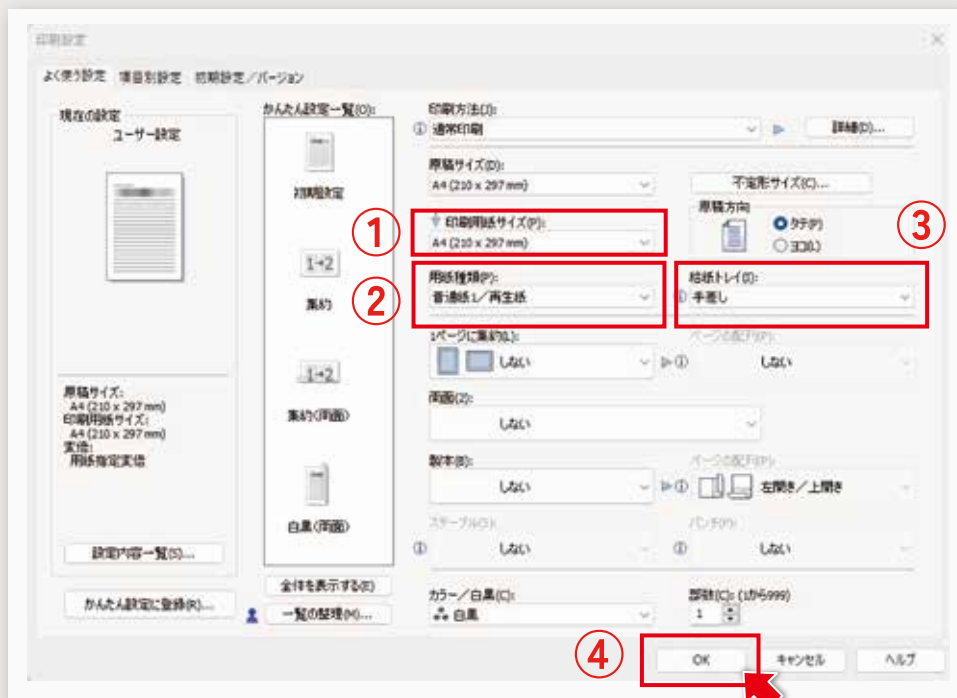 印刷設定
よく使う設定 項目別設定 初期設定／バージョン
現在の設定
ユーザー設定
原稿サイズ:
A4 (210 x 297 mm)
印刷用紙サイズ:
A4 (210 x 297 mm)
変倍:
用紙指定変倍
設定内容一覧(S)...
かんたん設定に登録(R)...
かんたん設定一覧(O):
初期設定
1→2
集約
1→2
集約(両面)
白黒(両面)
全体を表示する(E)
一覧の整理(M)...
印刷方法(J):
通常印刷
詳細(D)...
原稿サイズ(D):
A4 (210 x 297 mm)
不定形サイズ(C)...
①
印刷用紙サイズ(P):
A4 (210 x 297 mm)
原稿方向
タテ(P)
ヨコ(L)
③
②
用紙種類(P):
普通紙1／再生紙
給紙トレイ(I):
手差し
1ページに集約(L):
しない
しない
両面(2):
しない
製本(B):
しない
左開き／上開き
しない
しない
カラー／白黒(C):
白黒
部数(C): (1から999)
1
④
OK
キャンセル
ヘルプ